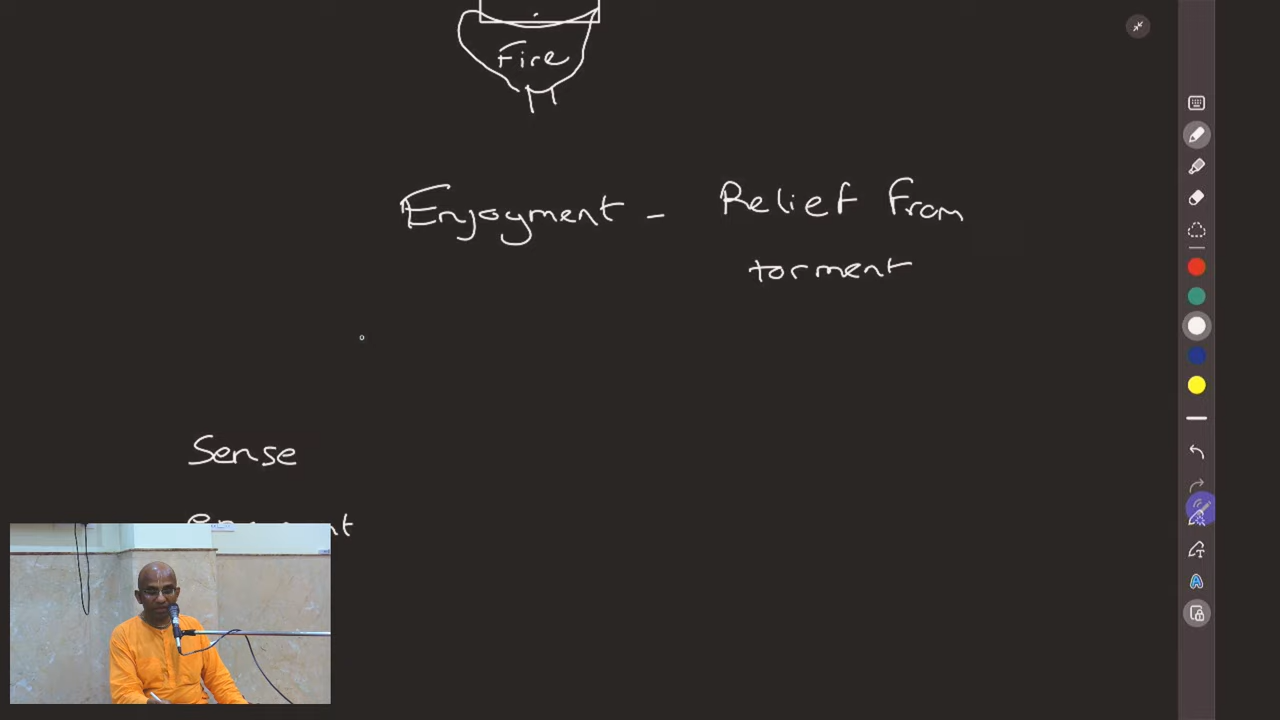 Fire
Enjoyment - Relief From
torment
Sense